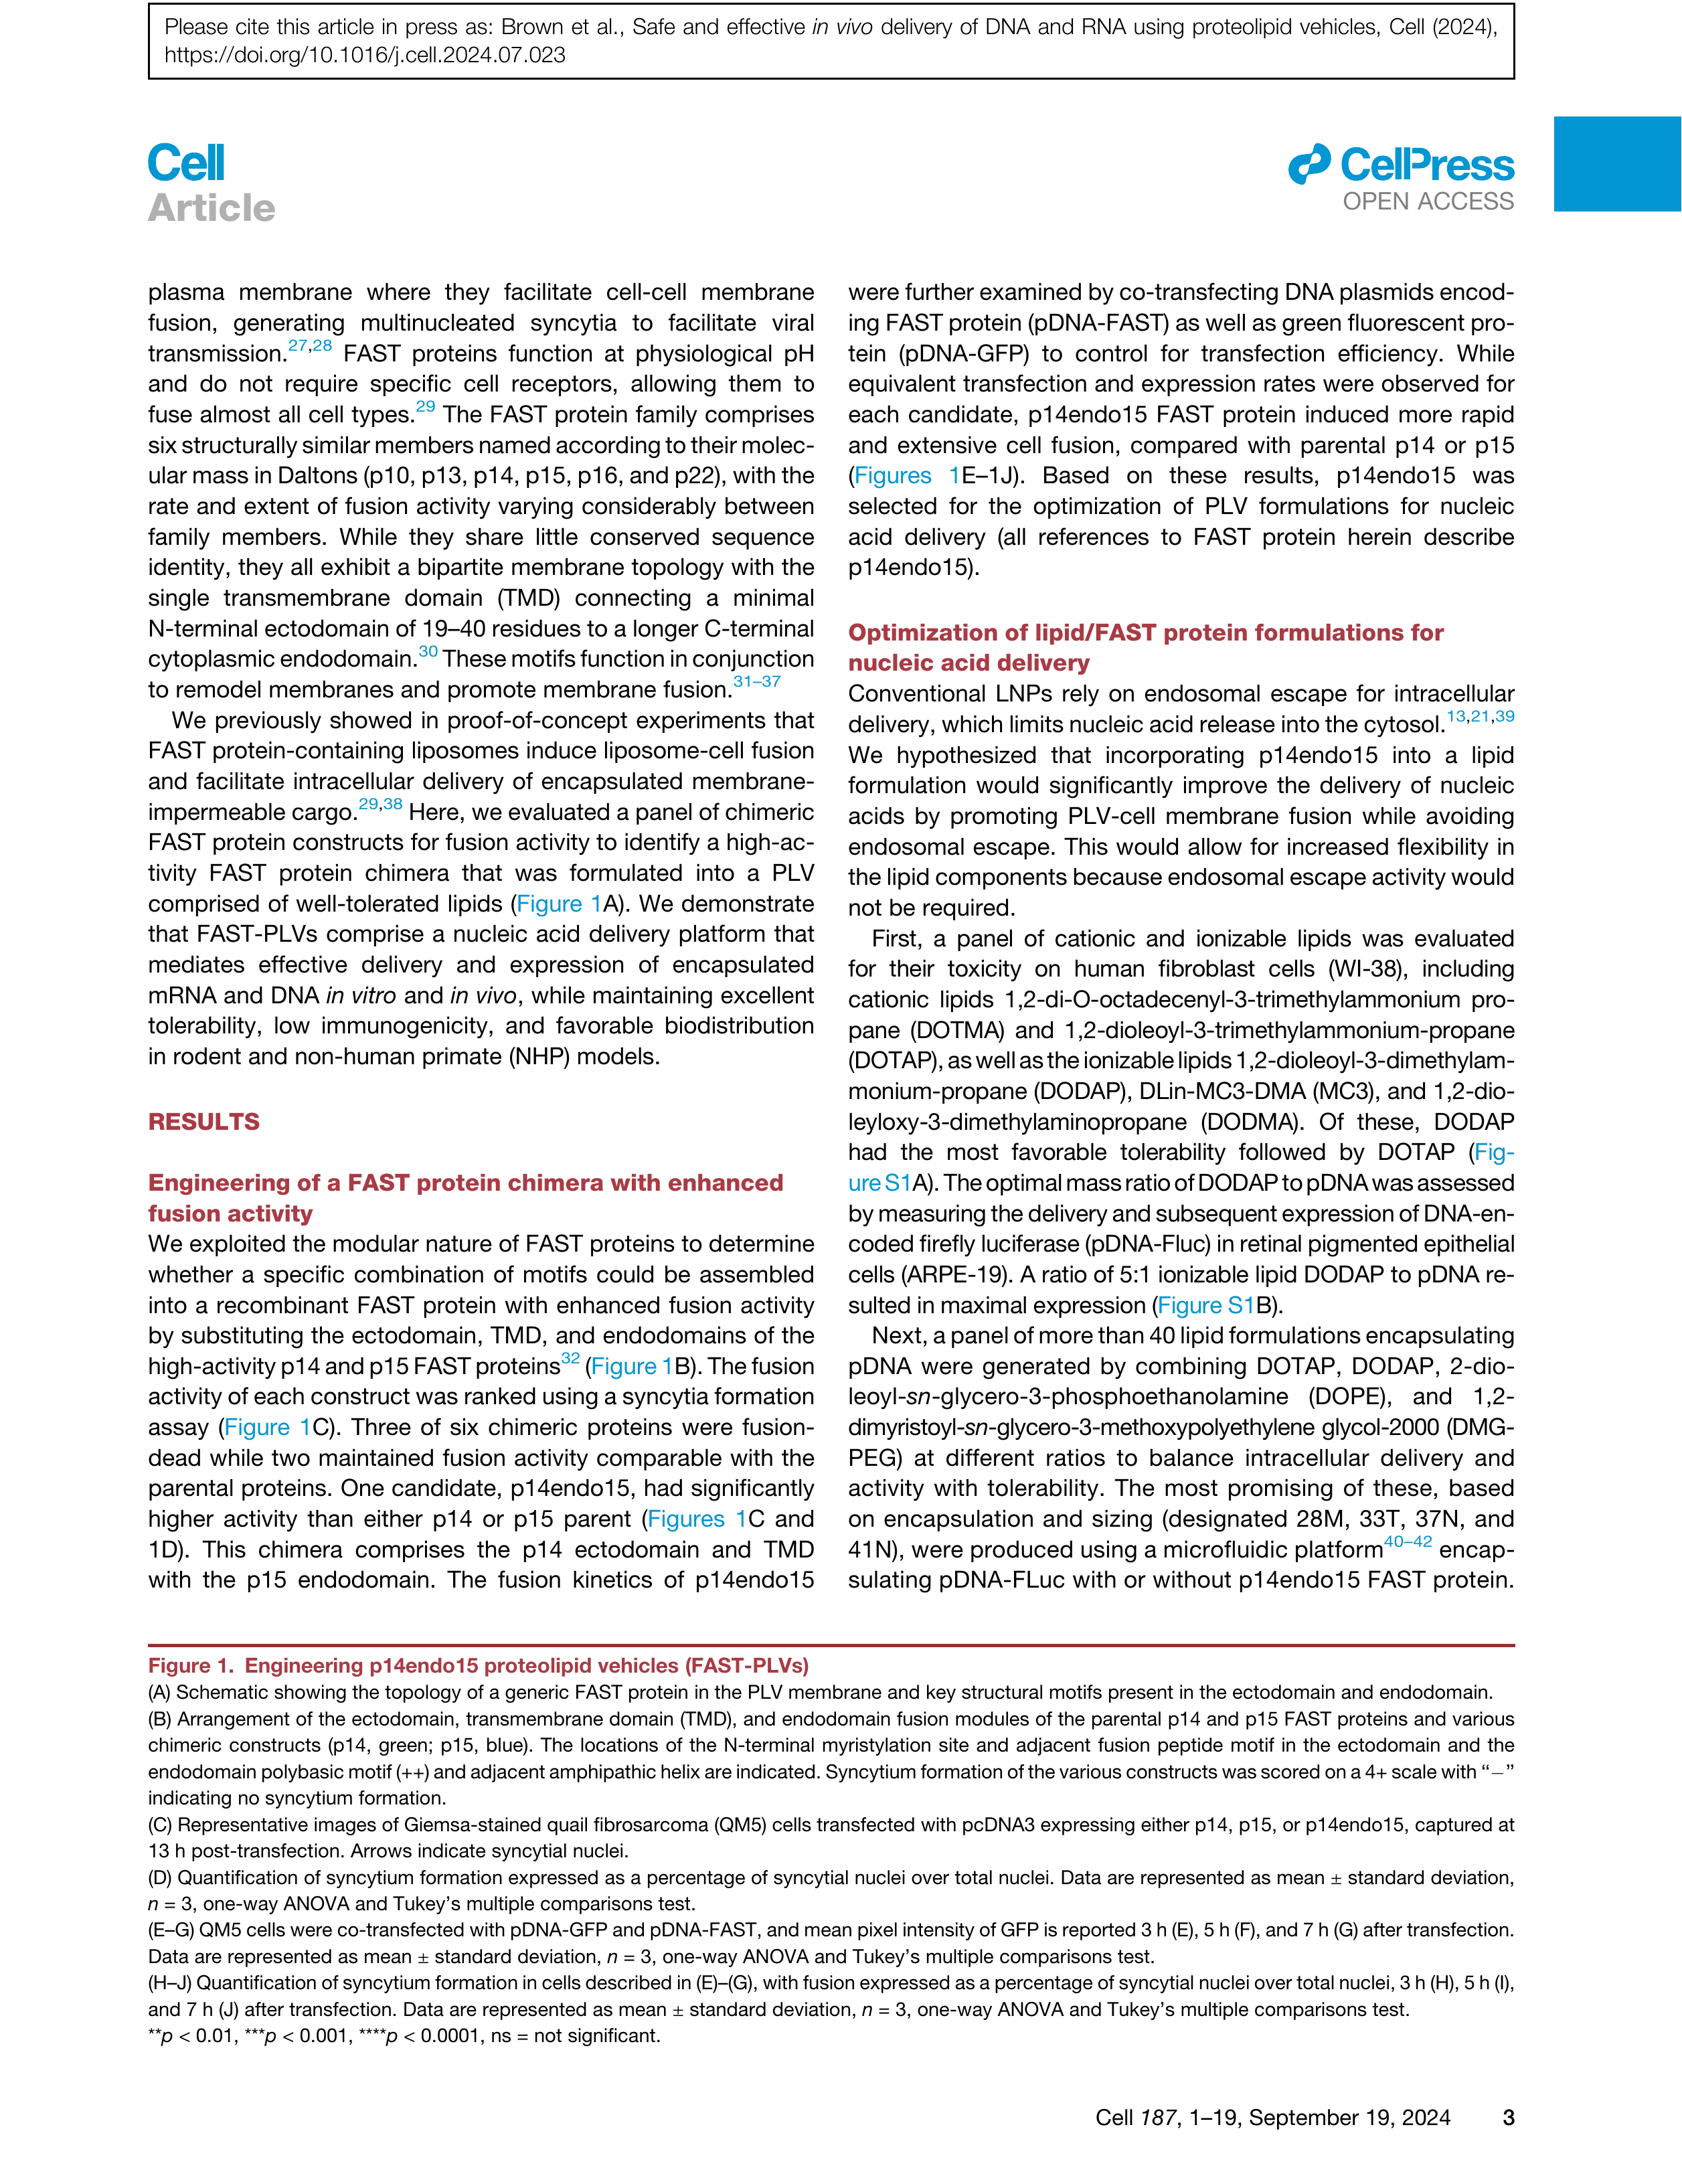 Please cite this article in press as: Brown et al., Safe and effective in vivo delivery of DNA and RNA using proteolipid vehicles, Cell (2024),
https://doi.org/10.1016/j.cell.2024.07.023
Cell
Article
CellPress
OPEN ACCESS
plasma membrane where they facilitate cell-cell membrane
fusion, generating multinucleated syncytia to facilitate viral
transmission.27,28 FAST proteins function at physiological pH
and do not require specific cell receptors, allowing them to
fuse almost all cell types.29 The FAST protein family comprises
six structurally similar members named according to their molec-
ular mass in Daltons (p10, p13, p14, p15, p16, and p22), with the
rate and extent of fusion activity varying considerably between
family members. While they share little conserved sequence
identity, they all exhibit a bipartite membrane topology with the
single transmembrane domain (TMD) connecting a minimal
N-terminal ectodomain of 19–40 residues to a longer C-terminal
cytoplasmic endodomain.30 These motifs function in conjunction
to remodel membranes and promote membrane fusion.31–37
We previously showed in proof-of-concept experiments that
FAST protein-containing liposomes induce liposome-cell fusion
and facilitate intracellular delivery of encapsulated membrane-
impermeable cargo.29,38 Here, we evaluated a panel of chimeric
FAST protein constructs for fusion activity to identify a high-ac-
tivity FAST protein chimera that was formulated into a PLV
comprised of well-tolerated lipids (Figure 1A). We demonstrate
that FAST-PLVs comprise a nucleic acid delivery platform that
mediates effective delivery and expression of encapsulated
mRNA and DNA in vitro and in vivo, while maintaining excellent
tolerability, low immunogenicity, and favorable biodistribution
in rodent and non-human primate (NHP) models.
RESULTS
Engineering of a FAST protein chimera with enhanced
fusion activity
We exploited the modular nature of FAST proteins to determine
whether a specific combination of motifs could be assembled
into a recombinant FAST protein with enhanced fusion activity
by substituting the ectodomain, TMD, and endodomains of the
high-activity p14 and p15 FAST proteins32 (Figure 1B). The fusion
activity of each construct was ranked using a syncytia formation
assay (Figure 1C). Three of six chimeric proteins were fusion-
dead while two maintained fusion activity comparable with the
parental proteins. One candidate, p14endo15, had significantly
higher activity than either p14 or p15 parent (Figures 1C and
1D). This chimera comprises the p14 ectodomain and TMD
with the p15 endodomain. The fusion kinetics of p14endo15
were further examined by co-transfecting DNA plasmids encod-
ing FAST protein (pDNA-FAST) as well as green fluorescent pro-
tein (pDNA-GFP) to control for transfection efficiency. While
equivalent transfection and expression rates were observed for
each candidate, p14endo15 FAST protein induced more rapid
and extensive cell fusion, compared with parental p14 or p15
(Figures 1E–1J). Based on these results, p14endo15 was
selected for the optimization of PLV formulations for nucleic
acid delivery (all references to FAST protein herein describe
p14endo15).
Optimization of lipid/FAST protein formulations for
nucleic acid delivery
Conventional LNPs rely on endosomal escape for intracellular
delivery, which limits nucleic acid release into the cytosol.13,21,39
We hypothesized that incorporating p14endo15 into a lipid
formulation would significantly improve the delivery of nucleic
acids by promoting PLV-cell membrane fusion while avoiding
endosomal escape. This would allow for increased flexibility in
the lipid components because endosomal escape activity would
not be required.
First, a panel of cationic and ionizable lipids was evaluated
for their toxicity on human fibroblast cells (WI-38), including
cationic lipids 1,2-di-O-octadecenyl-3-trimethylammonium pro-
pane (DOTMA) and 1,2-dioleoyl-3-trimethylammonium-propane
(DOTAP), as well as the ionizable lipids 1,2-dioleoyl-3-dimethylam-
monium-propane (DODAP), DLin-MC3-DMA (MC3), and 1,2-dio-
leyloxy-3-dimethylaminopropane (DODMA). Of these, DODAP
had the most favorable tolerability followed by DOTAP (Fig-
ure S1A). The optimal mass ratio of DODAP to pDNA was assessed
by measuring the delivery and subsequent expression of DNA-en-
coded firefly luciferase (pDNA-Fluc) in retinal pigmented epithelial
cells (ARPE-19). A ratio of 5:1 ionizable lipid DODAP to pDNA re-
sulted in maximal expression (Figure S1B).
Next, a panel of more than 40 lipid formulations encapsulating
pDNA were generated by combining DOTAP, DODAP, 2-dio-
leoyl-sn-glycero-3-phosphoethanolamine (DOPE), and 1,2-
dimyristoyl-sn-glycero-3-methoxypolyethylene glycol-2000 (DMG-
PEG) at different ratios to balance intracellular delivery and
activity with tolerability. The most promising of these, based
on encapsulation and sizing (designated 28M, 33T, 37N, and
41N), were produced using a microfluidic platform40–42 encap-
sulating pDNA-FLuc with or without p14endo15 FAST protein.
Figure 1. Engineering p14endo15 proteolipid vehicles (FAST-PLVs)
(A) Schematic showing the topology of a generic FAST protein in the PLV membrane and key structural motifs present in the ectodomain and endodomain.
(B) Arrangement of the ectodomain, transmembrane domain (TMD), and endodomain fusion modules of the parental p14 and p15 FAST proteins and various
chimeric constructs (p14, green; p15, blue). The locations of the N-terminal myristylation site and adjacent fusion peptide motif in the ectodomain and the
endodomain polybasic motif (++) and adjacent amphipathic helix are indicated. Syncytium formation of the various constructs was scored on a 4+ scale with “−”
indicating no syncytium formation.
(C) Representative images of Giemsa-stained quail fibrosarcoma (QM5) cells transfected with pcDNA3 expressing either p14, p15, or p14endo15, captured at
13 h post-transfection. Arrows indicate syncytial nuclei.
(D) Quantification of syncytium formation expressed as a percentage of syncytial nuclei over total nuclei. Data are represented as mean ± standard deviation,
n = 3, one-way ANOVA and Tukey’s multiple comparisons test.
(E–G) QM5 cells were co-transfected with pDNA-GFP and pDNA-FAST, and mean pixel intensity of GFP is reported 3 h (E), 5 h (F), and 7 h (G) after transfection.
Data are represented as mean ± standard deviation, n = 3, one-way ANOVA and Tukey’s multiple comparisons test.
(H–J) Quantification of syncytium formation in cells described in (E)–(G), with fusion expressed as a percentage of syncytial nuclei over total nuclei, 3 h (H), 5 h (I),
and 7 h (J) after transfection. Data are represented as mean ± standard deviation, n = 3, one-way ANOVA and Tukey’s multiple comparisons test.
**p < 0.01, ***p < 0.001, ****p < 0.0001, ns = not significant.
Cell 187, 1–19, September 19, 2024 3